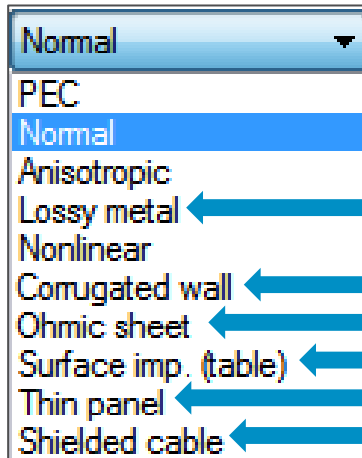 Normal
PEC
Normal
Anisotropic
Lossy metal
Nonlinear
Corrugated wall
Ohmic sheet
Surface imp. (table)
Thin panel
Shielded cable